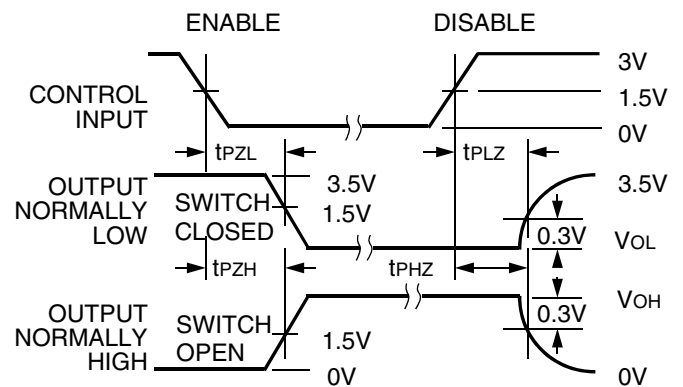 ENABLE DISABLE
CONTROL INPUT
3V
1.5V
0V
tPZL
tPLZ
OUTPUT NORMALLY LOW
SWITCH CLOSED
3.5V
1.5V
3.5V
0.3V
VOL
tPZH
tPHZ
OUTPUT NORMALLY HIGH
SWITCH OPEN
1.5V
0V
0.3V
VOH
0V